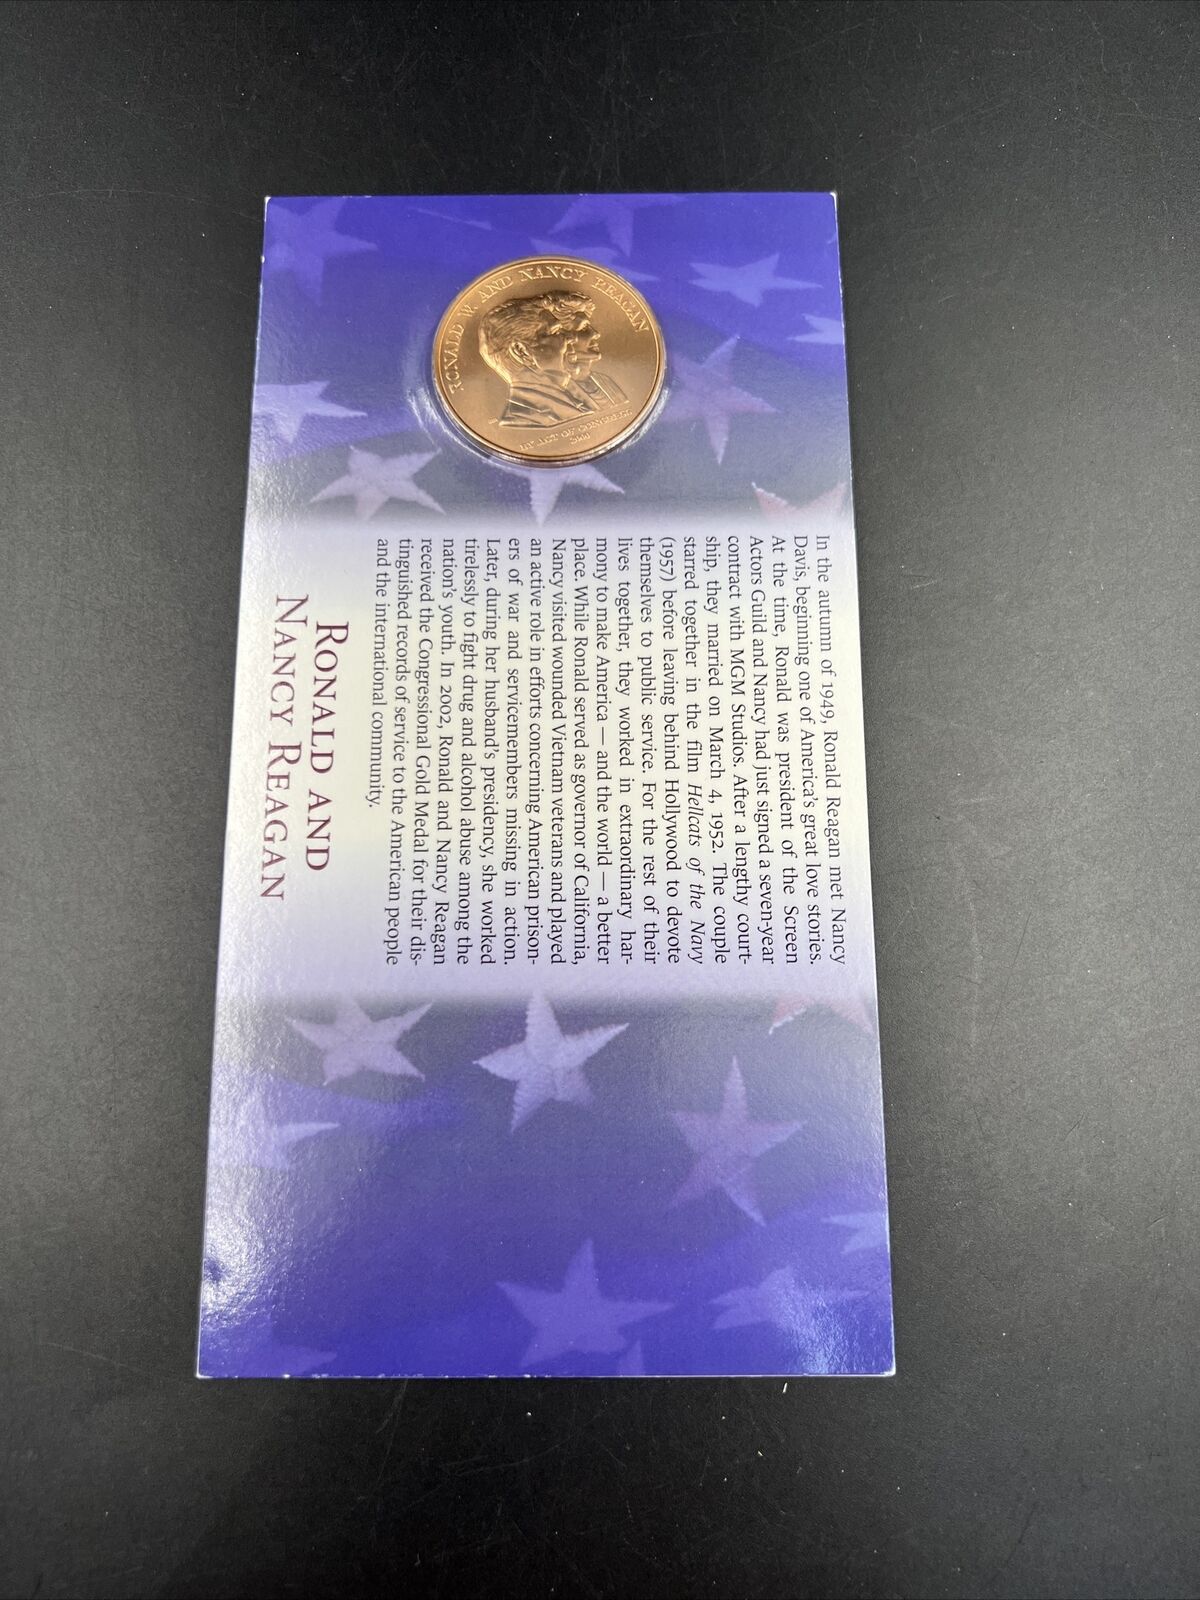 RONALD W. AND NANCY REAGAN
BY ACT OF CONGRESS
In the autumn of 1949, Ronald Reagan met Nancy
Davis, beginning one of America's great love stories.
At the time, Ronald was president of the Screen
Actors Guild and Nancy had just signed a seven-year
contract with MGM Studios. After a lengthy court-
ship, they married on March 4, 1952. The couple
starred together in the film Hellcats of the Navy
(1957) before leaving behind Hollywood to devote
themselves to public service. For the rest of their
lives together, they worked in extraordinary har-
mony to make America — and the world — a better
place. While Ronald served as governor of California,
Nancy visited wounded Vietnam veterans and played
an active role in efforts concerning American prison-
ers of war and servicemembers missing in action.
Later, during her husband's presidency, she worked
tirelessly to fight drug and alcohol abuse among the
nation's youth. In 2002, Ronald and Nancy Reagan
received the Congressional Gold Medal for their dis-
tinguished records of service to the American people
and the international community.
RONALD AND
NANCY REAGAN